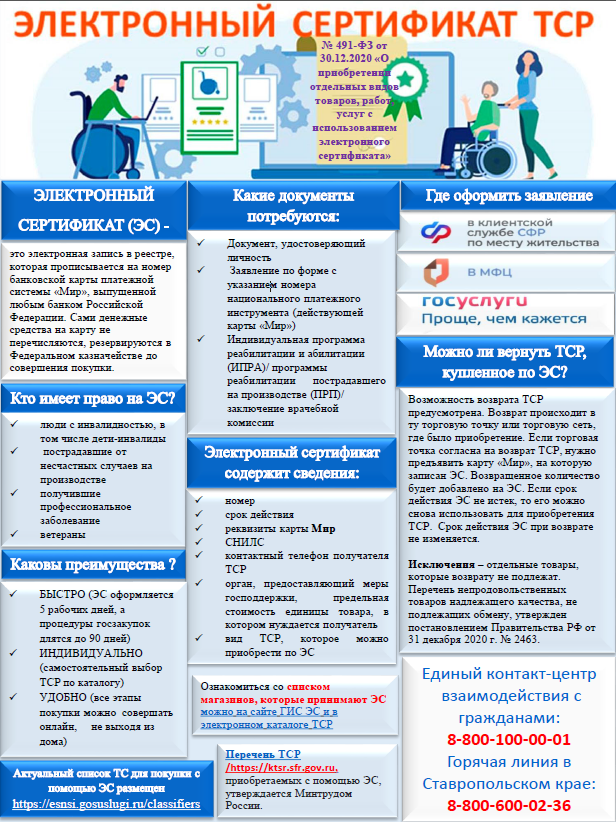 ЭЛЕКТРОННЫЙ СЕРТИФИКАТ ТСР
№ 491-ФЗ от
30.12.2020 «О
приобретении
отдельных видов
товаров, работ,
услуг с
использованием
электронного
сертификата»
ЭЛЕКТРОННЫЙ
СЕРТИФИКАТ (ЭС) -
это электронная запись в реестре,
которая прописывается на номер
банковской карты платежной
системы «Мир», выпущенной
любым банком Российской
Федерации. Сами денежные
средства на карту не
перечисляются, резервируются в
Федеральном казначействе до
совершения покупки.
Кто имеет право на ЭС?
✓ люди с инвалидностью, в
том числе дети-инвалиды
✓ пострадавшие от
несчастных случаев на
производстве
✓ получившие
профессиональное
заболевание
✓ ветераны
Каковы преимущества ?
✓ БЫСТРО (ЭС оформляется
5 рабочих дней, а
процедуры госзакупок
длятся до 90 дней)
✓ ИНДИВИДУАЛЬНО
(самостоятельный выбор
ТСР по каталогу)
✓ УДОБНО (все этапы
покупки можно совершать
онлайн, не выходя из
дома)
Актуальный список ТС для покупки с
помощью ЭС размещен
https://esnsi.gosuslugi.ru/classifiers
Какие документы
потребуются:
✓ Документ, удостоверяющий
личность
✓ Заявление по форме с
указанием номера
национального платежного
инструмента (действующей
карты «Мир»)
✓ Индивидуальная программа
реабилитации и абилитации
(ИПРА)/ программы
реабилитации пострадавшего
на производстве (ПРП)/
заключение врачебной
комиссии
Электронный сертификат
содержит сведения:
✓ номер
✓ срок действия
✓ реквизиты карты Мир
✓ СНИЛС
✓ контактный телефон получателя
ТСР
✓ орган, предоставляющий меры
господдержки, предельная
стоимость единицы товара, в
котором нуждается получатель
✓ вид ТСР, которое можно
приобрести по ЭС
Ознакомиться со списком
магазинов, которые принимают ЭС
можно на сайте ГИС ЭС и в
электронном каталоге ТСР
Перечень ТСР
/https://ktsr.sfr.gov.ru,
приобретаемых с помощью ЭС,
утверждается Минтрудом
России.
Где оформить заявление
в клиентской
службе СФР
по месту жительства
в МФЦ
госуслуги
Проще, чем кажется
Можно ли вернуть ТСР,
купленное по ЭС?
Возможность возврата ТСР
предусмотрена. Возврат происходит в
ту торговую точку или торговую сеть,
где было приобретение. Если торговая
точка согласна на возврат ТСР, нужно
предъявить карту «Мир», на которую
записан ЭС. Возвращенное количество
будет добавлено на ЭС. Если срок
действия ЭС не истек, то его можно
снова использовать для приобретения
ТСР. Срок действия ЭС при возврате
не изменяется.
Исключения – отдельные товары,
которые возврату не подлежат.
Перечень непродовольственных
товаров надлежащего качества, не
подлежащих обмену, утвержден
постановлением Правительства РФ от
31 декабря 2020 г. № 2463.
Единый контакт-центр
взаимодействия с
гражданами:
8-800-100-00-01
Горячая линия в
Ставропольском крае:
8-800-600-02-36